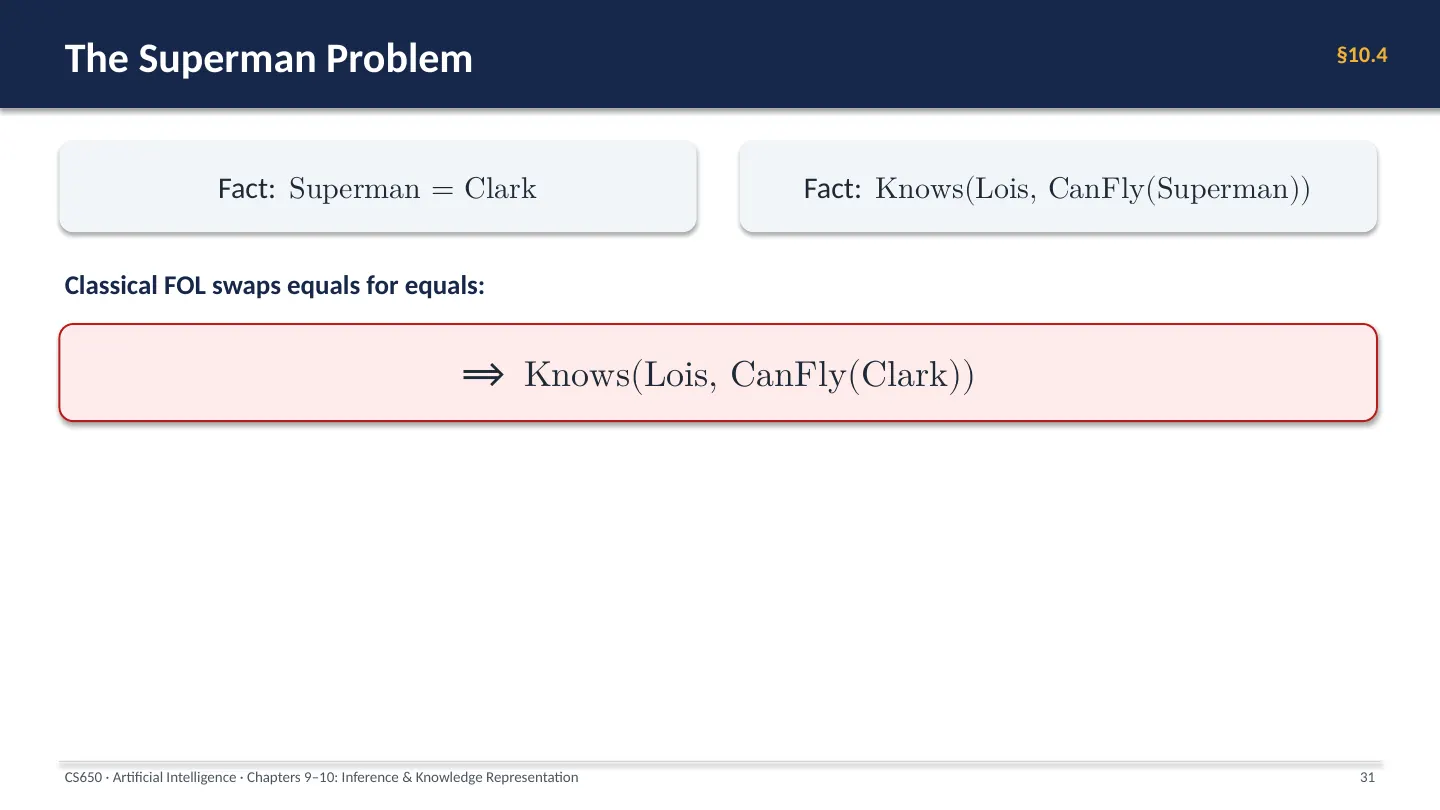 The Superman Problem
§10.4
Fact: Superman = Clark
Fact: Knows(Lois, CanFly(Superman))
Classical FOL swaps equals for equals:
⟹ Knows(Lois, CanFly(Clark))
CS650 · Artificial Intelligence · Chapters 9–10: Inference & Knowledge Representation
31